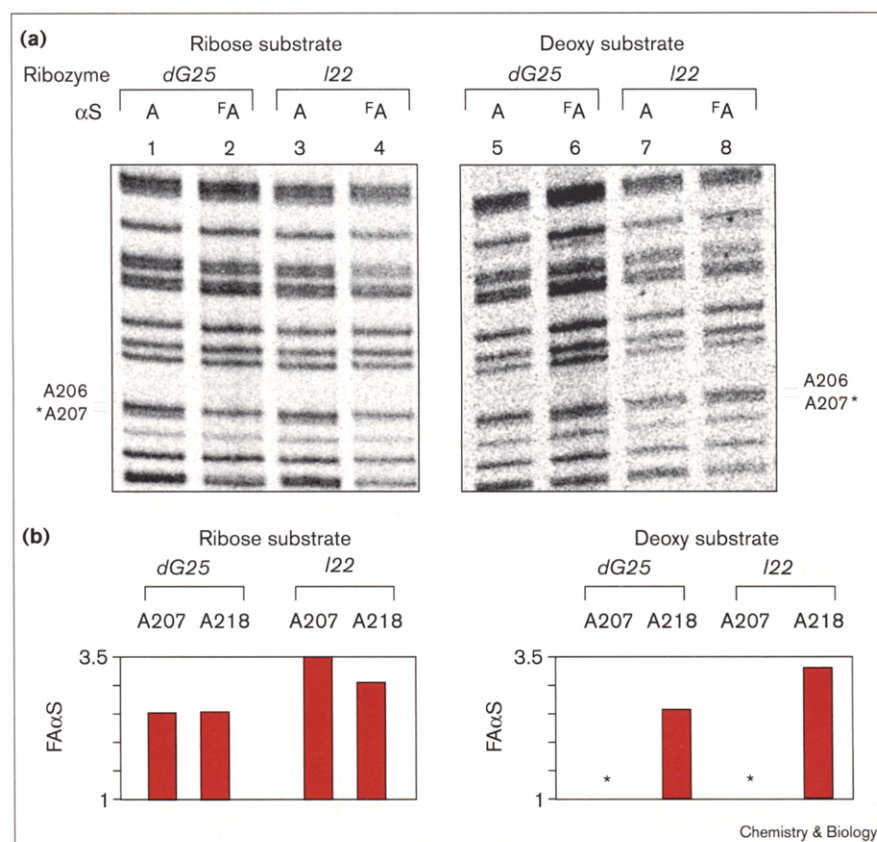 (a)
Ribose substrate
Deoxy substrate
Ribozyme dG25 I22
dG25 I22
αS A ᶠA A ᶠA
A ᶠA A ᶠA
1 2 3 4
5 6 7 8
A206
*A207
A206
A207*
(b)
Ribose substrate
Deoxy substrate
dG25 I22
dG25 I22
A207 A218 A207 A218
A207 A218 A207 A218
3.5
FAαS
1
3.5
FAαS
* *
1
Chemistry & Biology